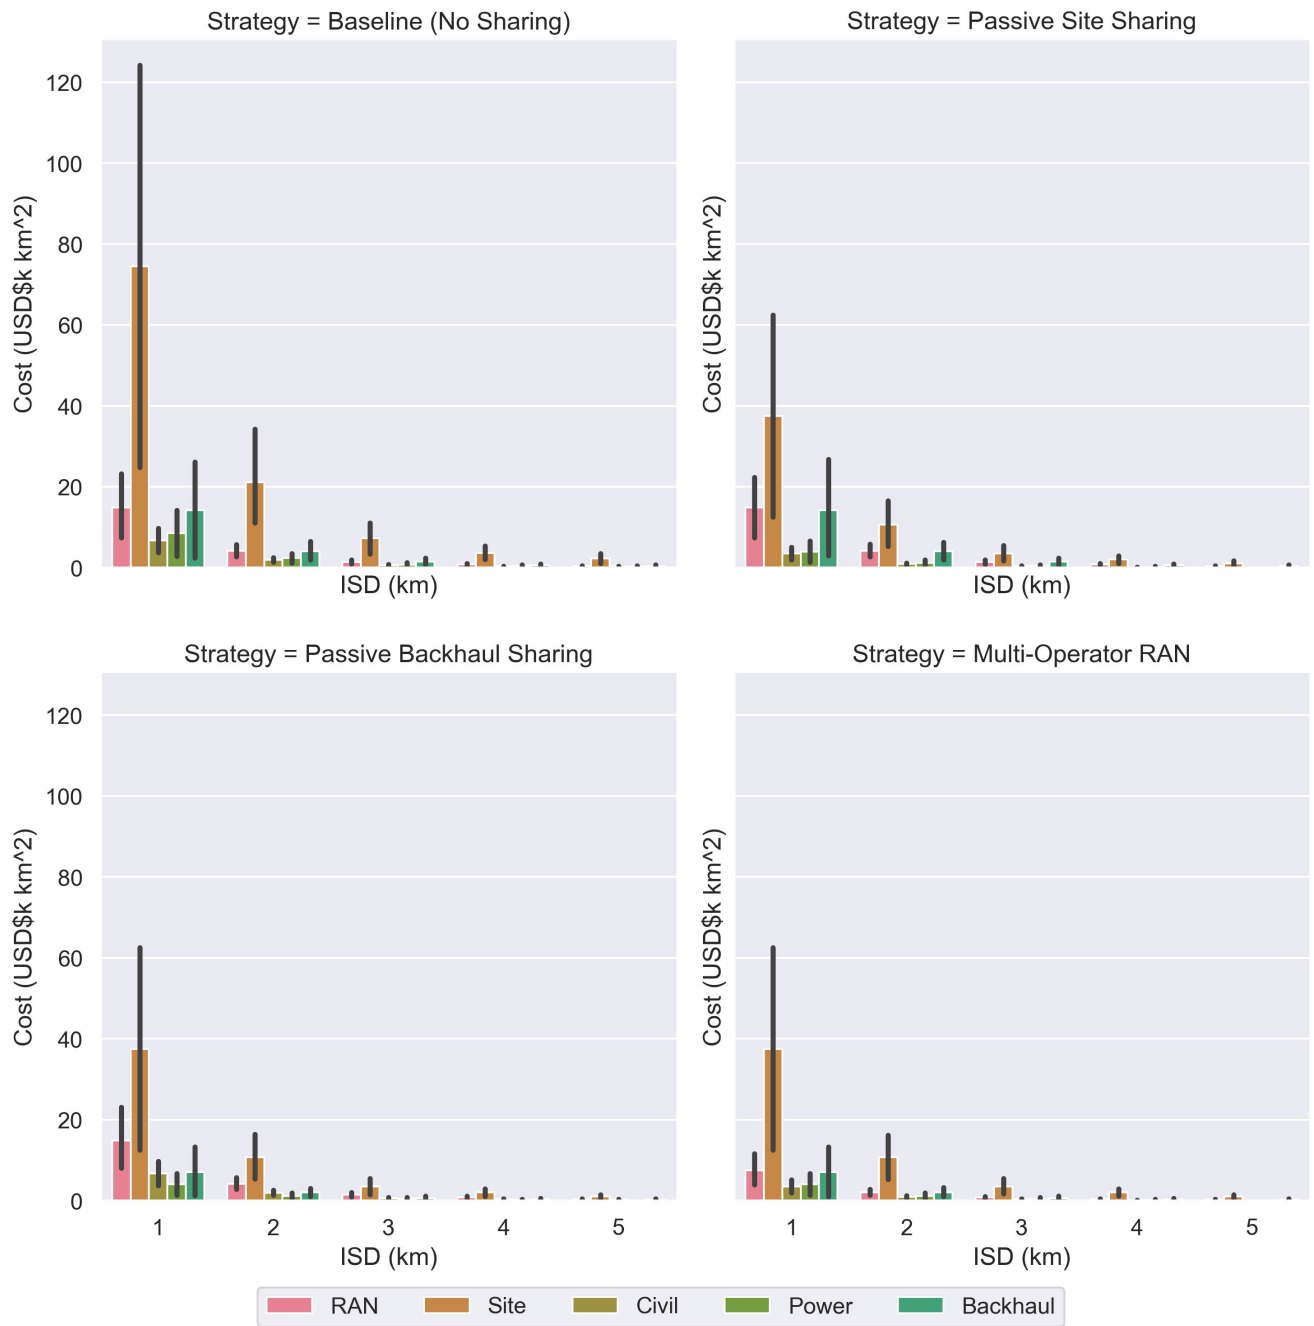 Strategy = Baseline (No Sharing)
Strategy = Passive Site Sharing
Cost (USD$k km^2)
120
100
80
60
40
20
0
ISD (km)
Cost (USD$k km^2)
ISD (km)
Strategy = Passive Backhaul Sharing
Strategy = Multi-Operator RAN
Cost (USD$k km^2)
120
100
80
60
40
20
0
1 2 3 4 5
ISD (km)
Cost (USD$k km^2)
1 2 3 4 5
ISD (km)
RAN Site Civil Power Backhaul